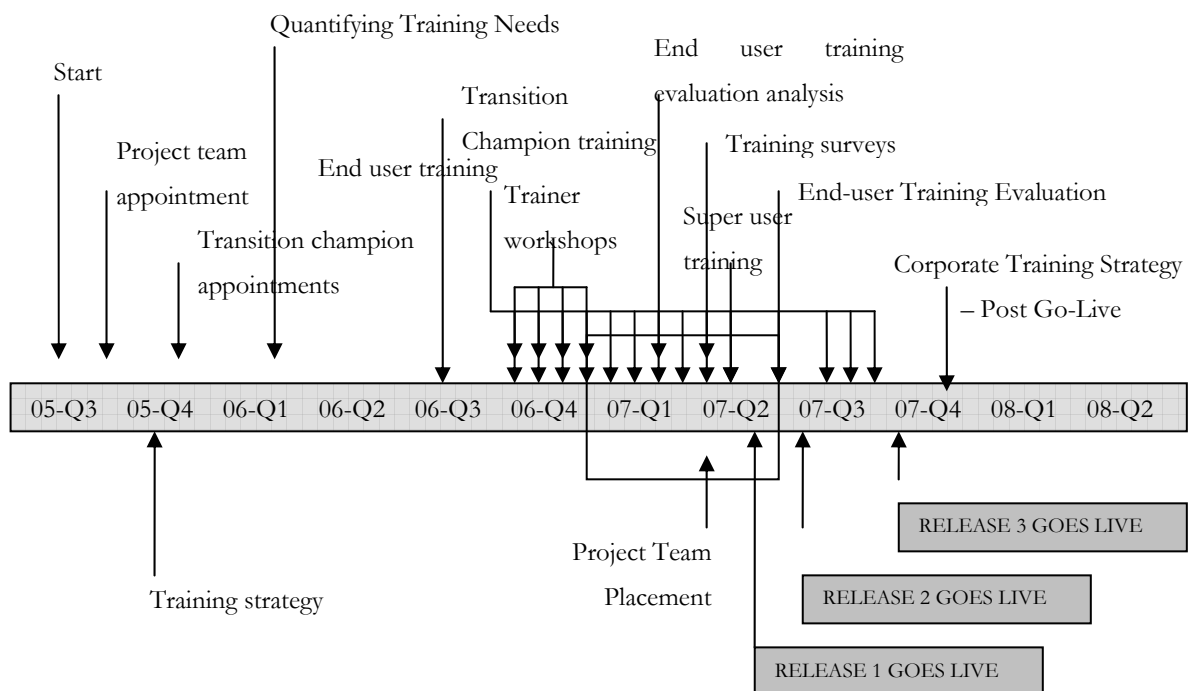 Quantifying Training Needs
Start
Project team
appointment
Transition champion
appointments
End user training
Transition
Champion training
Trainer
workshops
End user training
evaluation analysis
Training surveys
End-user Training Evaluation
Super user
training
Corporate Training Strategy
– Post Go-Live
05-Q3 05-Q4 06-Q1 06-Q2 06-Q3 06-Q4 07-Q1 07-Q2 07-Q3 07-Q4 08-Q1 08-Q2
Training strategy
Project Team
Placement
RELEASE 3 GOES LIVE
RELEASE 2 GOES LIVE
RELEASE 1 GOES LIVE